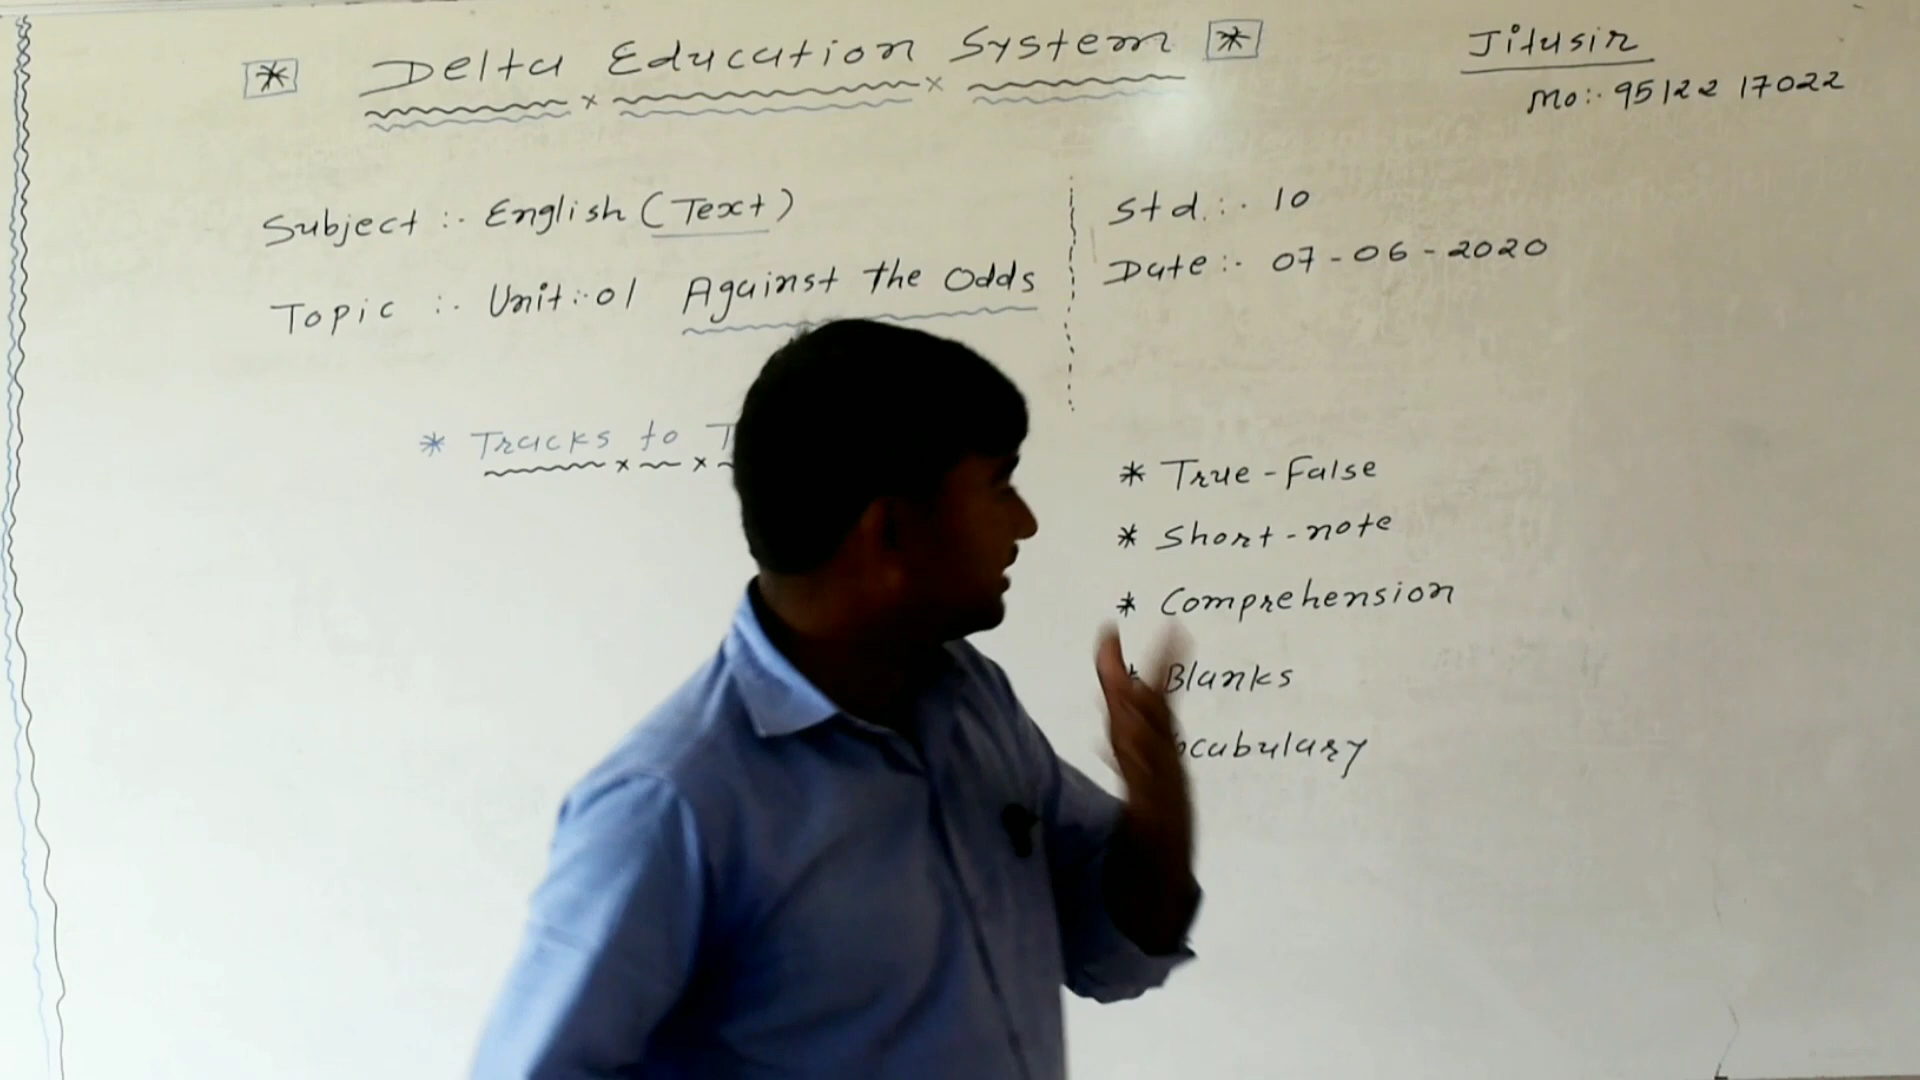 * Delta Education System *
Jitusir
Mo:. 95122 17022
Subject :. English (Text)
Topic :. Unit:.01 Against the Odds
Std.:. 10
Date:. 07-06-2020
* Tracks to
* True-False
* Short-note
* Comprehension
* Blanks